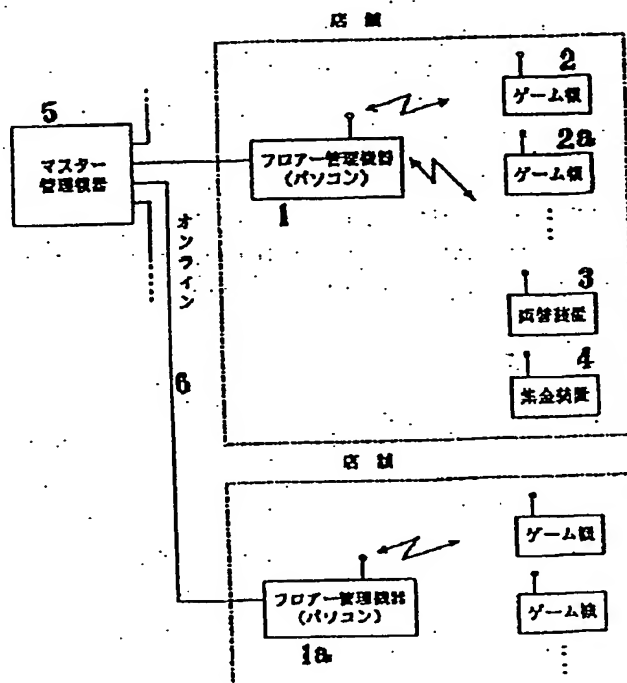 店舗
2
ゲーム機
2a
ゲーム機
5
マスター
管理機器
フロアー管理機器
(パソコン)
1
オンライン
3
両替装置
4
集金装置
6
店舗
ゲーム機
フロアー管理機器
(パソコン)
1a
ゲーム機